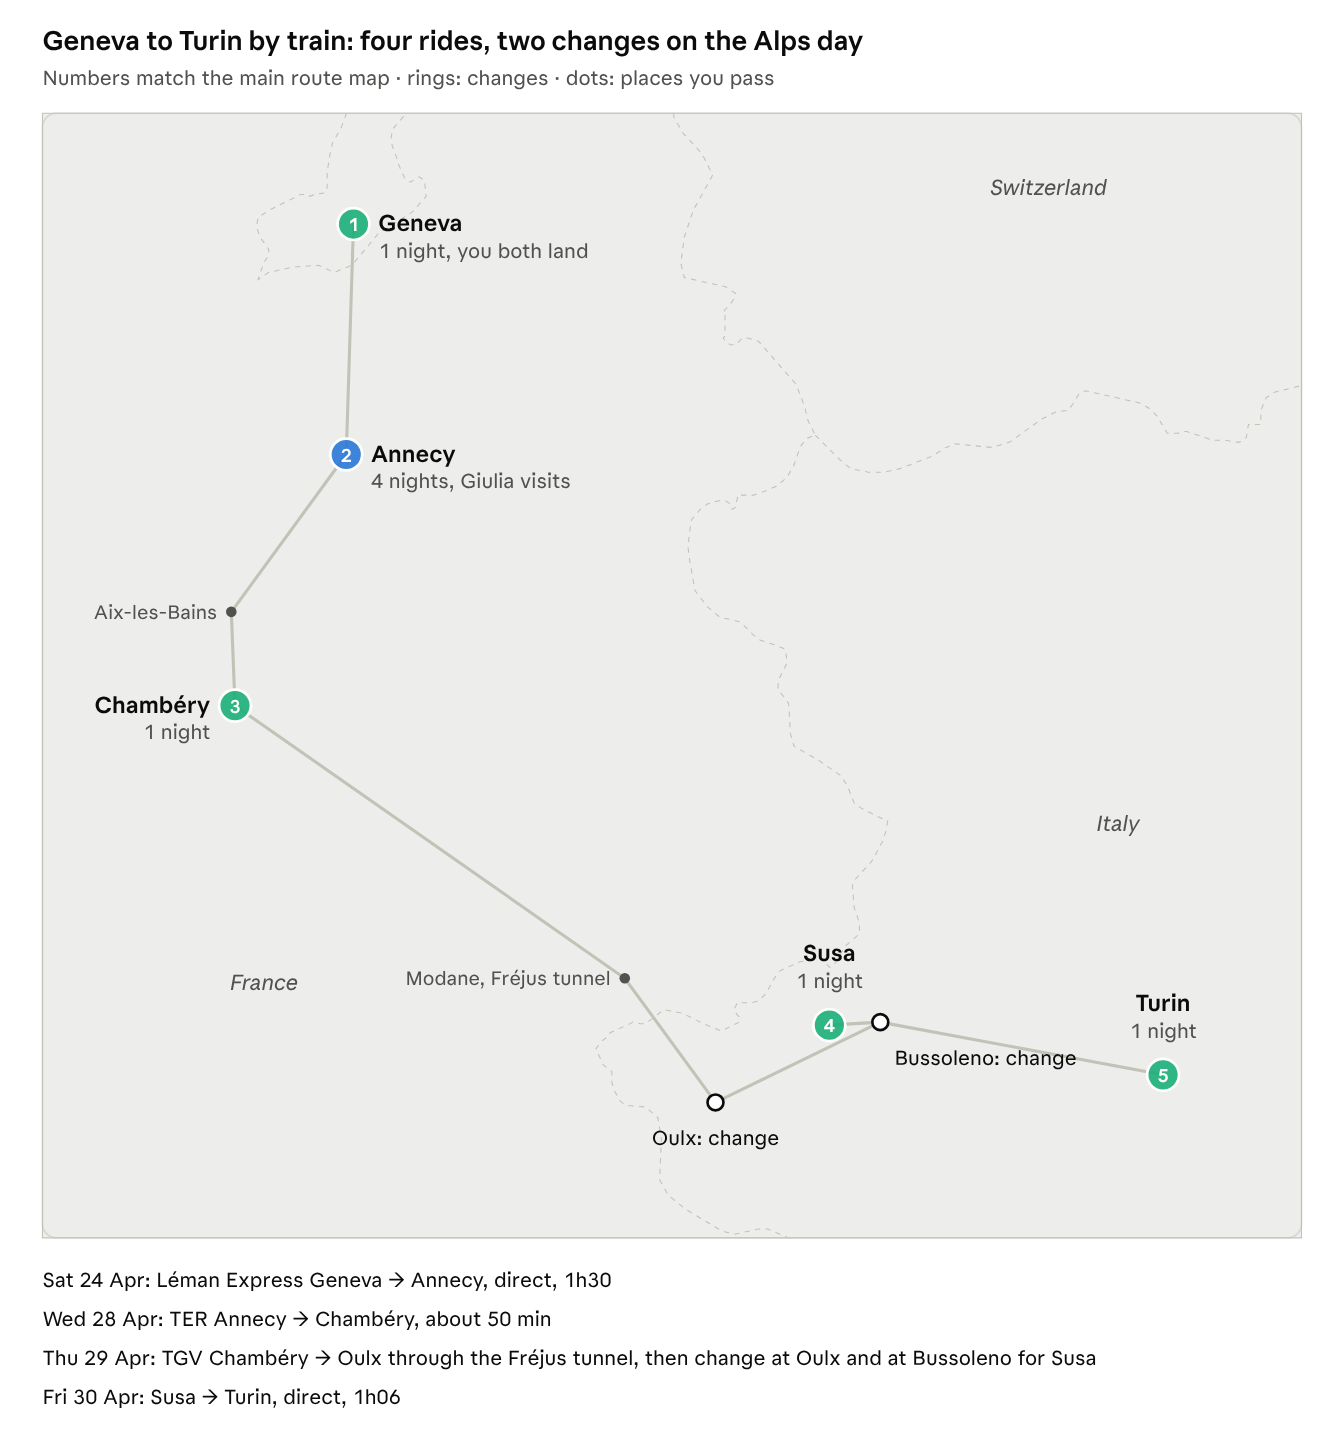 Geneva to Turin by train: four rides, two changes on the Alps day
Numbers match the main route map · rings: changes · dots: places you pass
Switzerland
1
Geneva
1 night, you both land
2
Annecy
4 nights, Giulia visits
Aix-les-Bains
Chambéry
3
1 night
Italy
Susa
1 night
France
Modane, Fréjus tunnel
Turin
1 night
4
Bussoleno: change
5
Oulx: change
Sat 24 Apr: Léman Express Geneva → Annecy, direct, 1h30
Wed 28 Apr: TER Annecy → Chambéry, about 50 min
Thu 29 Apr: TGV Chambéry → Oulx through the Fréjus tunnel, then change at Oulx and at Bussoleno for Susa
Fri 30 Apr: Susa → Turin, direct, 1h06